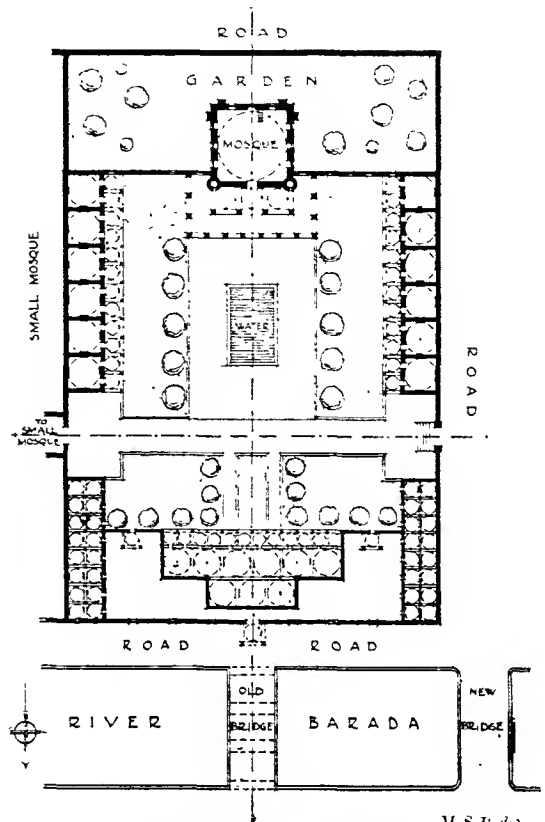 ROAD
GARDEN
MOSQUE
SMALL MOSQUE
WATER
ROAD
TO
SMALL
MOSQUE
ROAD
ROAD
OLD
BRIDGE
NEW
BRIDGE
RIVER
BARADA
Y